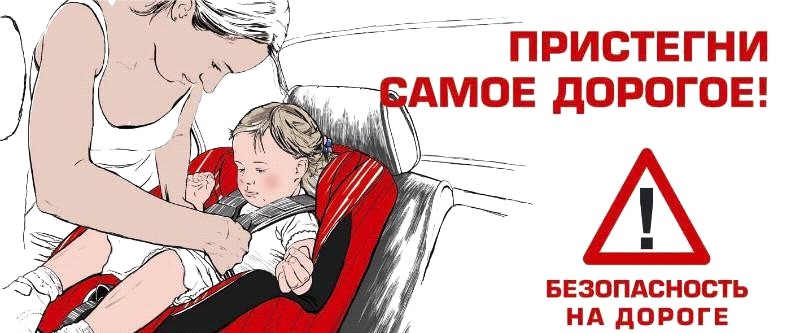 ПРИСТЕГНИ
САМОЕ ДОРОГОЕ!
!
БЕЗОПАСНОСТЬ
НА ДОРОГЕ